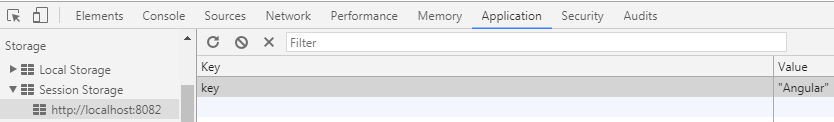 Elements Console Sources Network Performance Memory Application Security Audits
Storage
Filter
Local Storage
Key Value
Session Storage
key "Angular"
http://localhost:8082